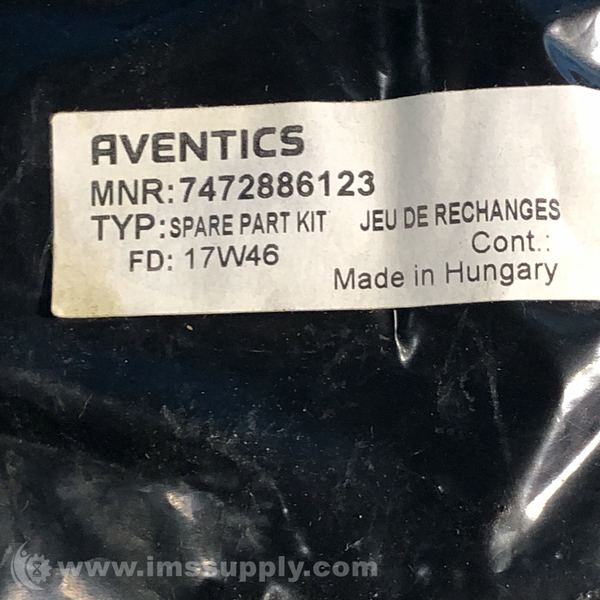 AVENTICS
MNR: 7472886123
TYP: SPARE PART KIT JEU DE RECHANGES
Cont.:
FD: 17W46
Made in Hungary
www.imssupply.com